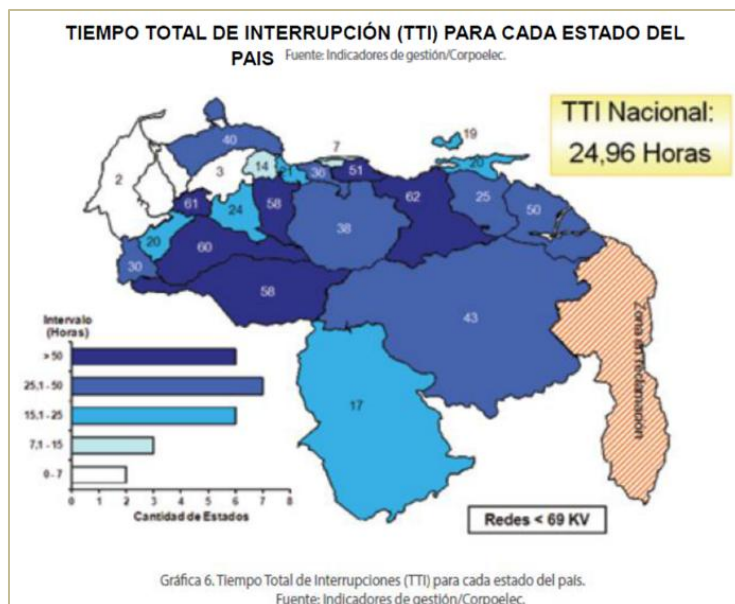 TIEMPO TOTAL DE INTERRUPCIÓN (TTI) PARA CADA ESTADO DEL
PAIS Fuente: Indicadores de gestión/Corpoelec.
TTI Nacional:
24,96 Horas
19
7
40
20
2
3
14
36
51
25
50
61
24
58
62
38
20
60
30
58
43
Zona en reclamación
17
Intervalo
(Horas)
> 50
25,1 - 50
15,1 - 25
7,1 - 15
0 - 7
0 1 2 3 4 5 6 7 8
Cantidad de Estados
Redes < 69 KV
Gráfica 6. Tiempo Total de Interrupciones (TTI) para cada estado del país.
Fuente: Indicadores de gestión/Corpoelec.